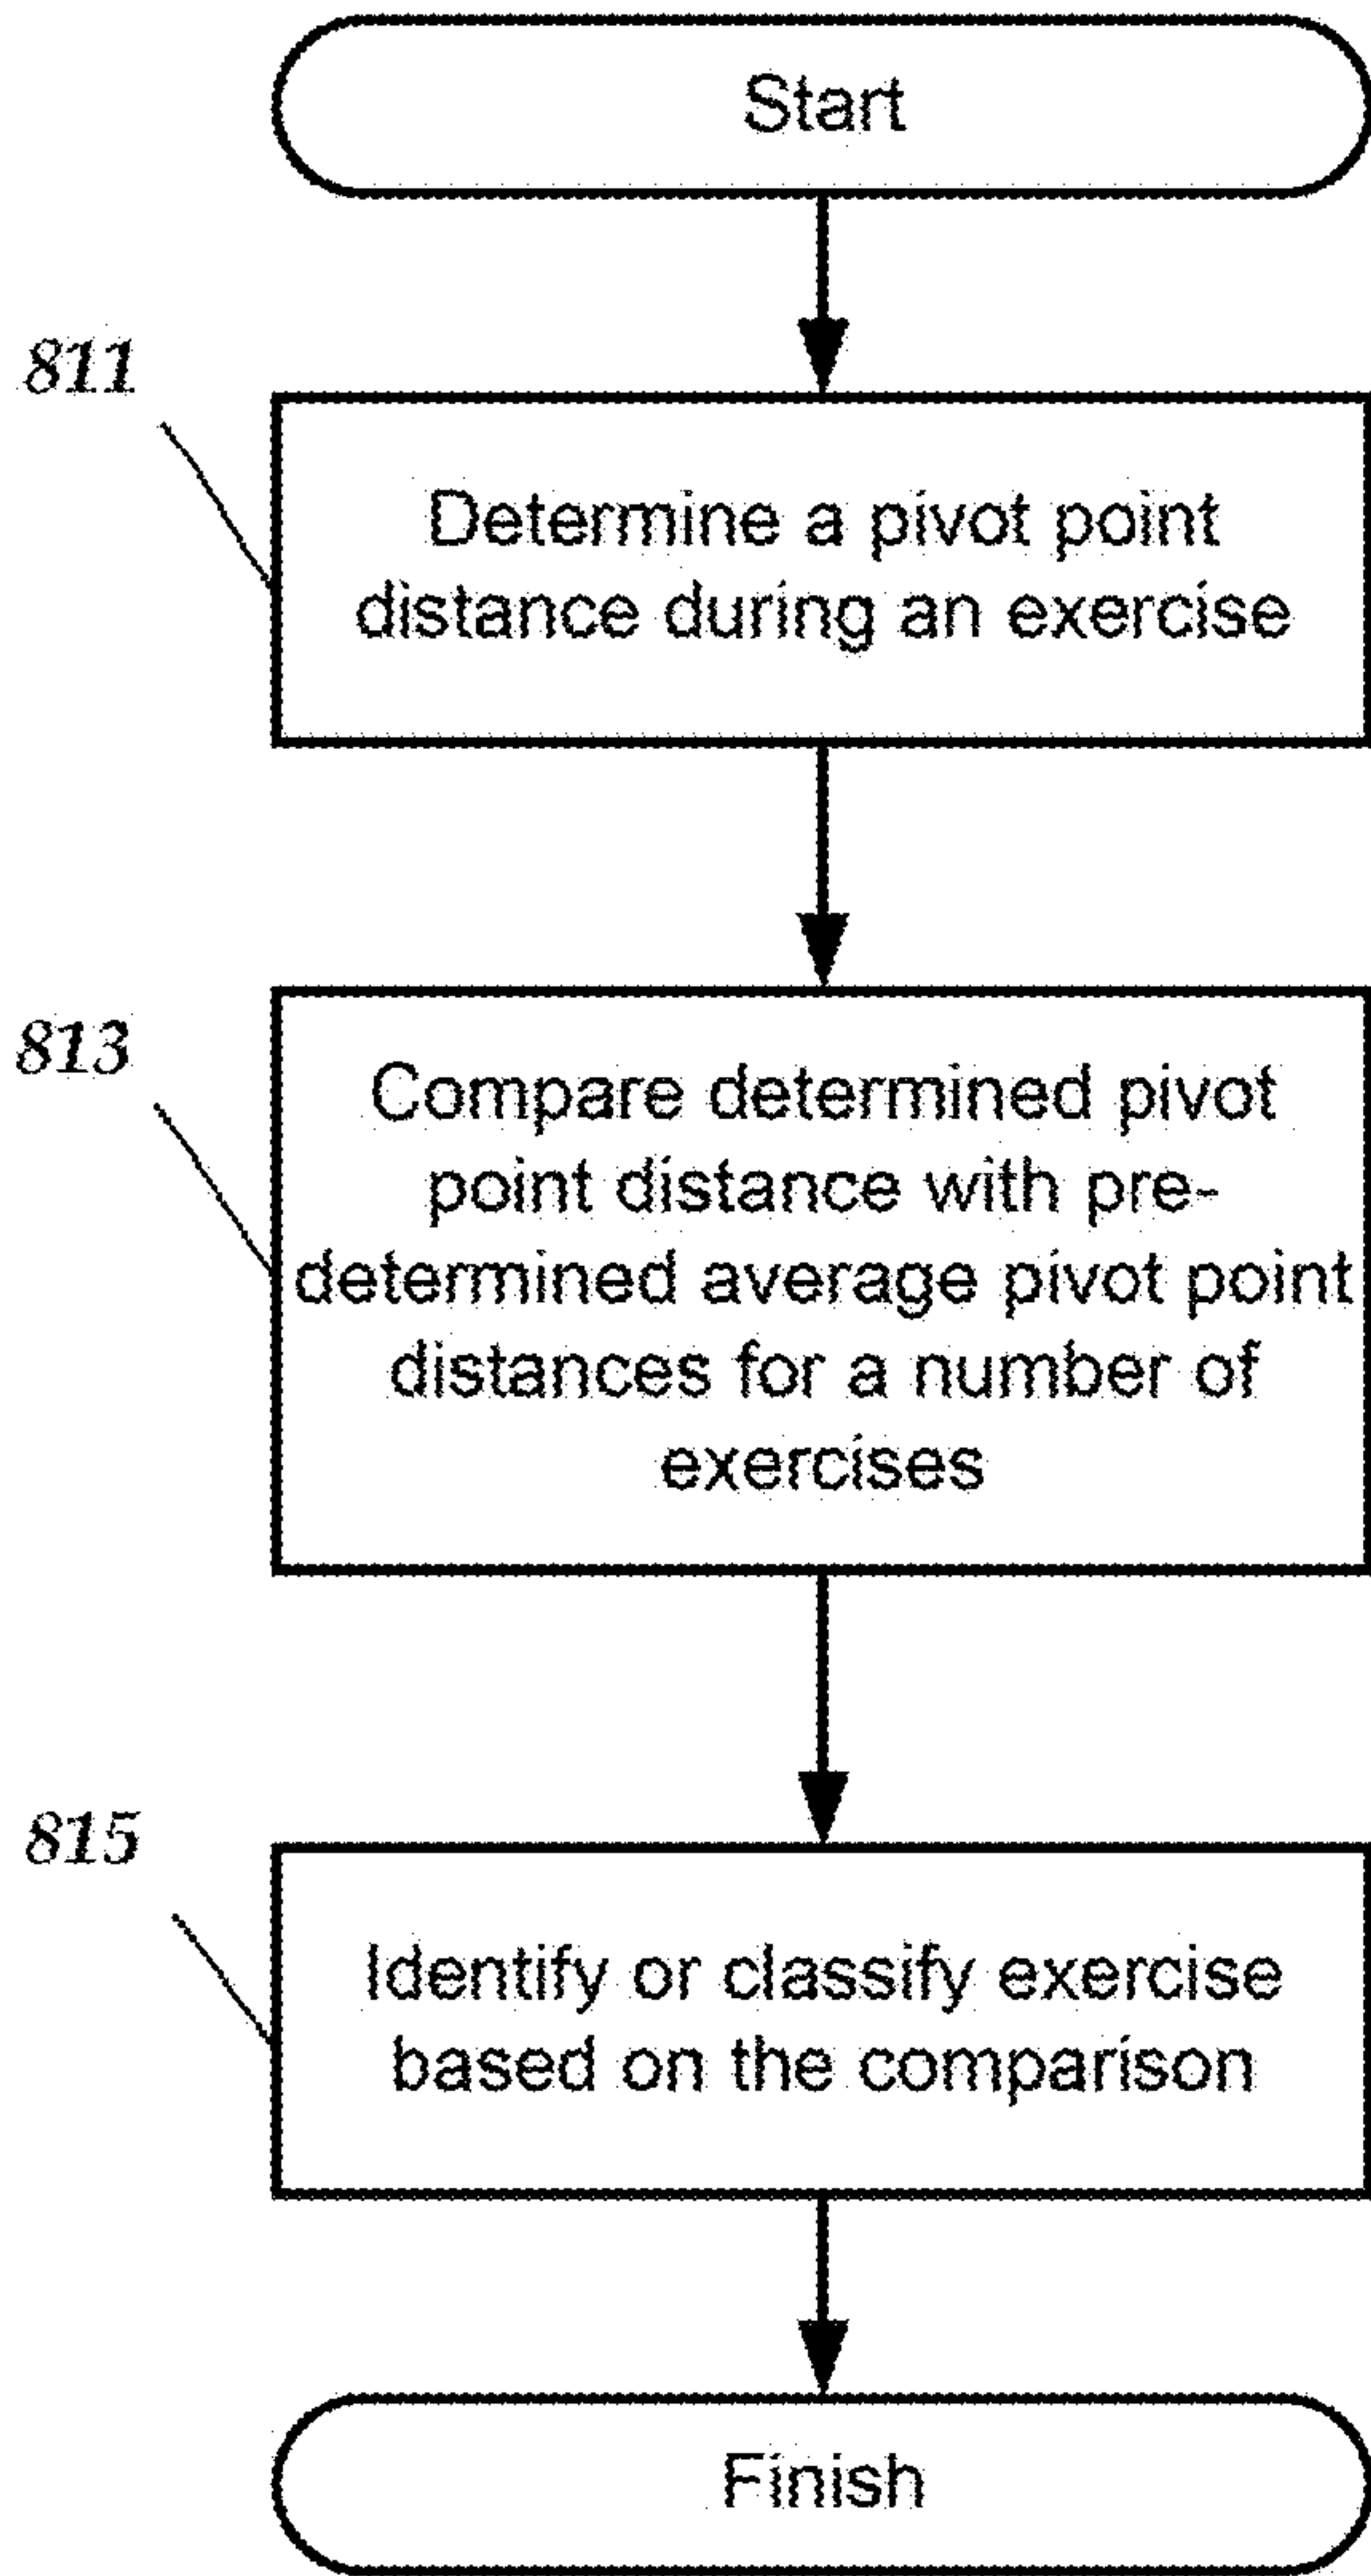 Start
811
Determine a pivot point
distance during an exercise
813
Compare determined pivot
point distance with pre-
determined average pivot point
distances for a number of
exercises
815
Identify or classify exercise
based on the comparison
Finish